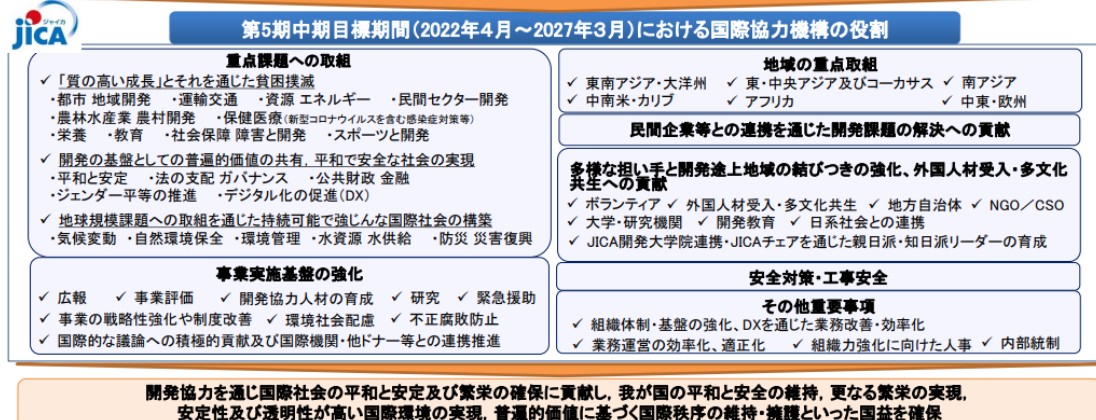 ジャイカ
JICA
第5期中期目標期間(2022年4月～2027年3月)における国際協力機構の役割
重点課題への取組
✓ 「質の高い成長」とそれを通じた貧困撲滅
・都市 地域開発 ・運輸交通 ・資源 エネルギー ・民間セクター開発
・農林水産業 農村開発 ・保健医療(新型コロナウイルスを含む感染症対策等)
・栄養 ・教育 ・社会保障 障害と開発 ・スポーツと開発
✓ 開発の基盤としての普遍的価値の共有，平和で安全な社会の実現
・平和と安定 ・法の支配 ガバナンス ・公共財政 金融
・ジェンダー平等の推進 ・デジタル化の促進(DX)
✓ 地球規模課題への取組を通じた持続可能で強じんな国際社会の構築
・気候変動 ・自然環境保全 ・環境管理 ・水資源 水供給 ・防災 災害復興
事業実施基盤の強化
✓ 広報 ✓ 事業評価 ✓ 開発協力人材の育成 ✓ 研究 ✓ 緊急援助
✓ 事業の戦略性強化や制度改善 ✓ 環境社会配慮 ✓ 不正腐敗防止
✓ 国際的な議論への積極的貢献及び国際機関・他ドナー等との連携推進
地域の重点取組
✓ 東南アジア・大洋州 ✓ 東・中央アジア及びコーカサス ✓ 南アジア
✓ 中南米・カリブ ✓ アフリカ ✓ 中東・欧州
民間企業等との連携を通じた開発課題の解決への貢献
多様な担い手と開発途上地域の結びつきの強化、外国人材受入・多文化
共生への貢献
✓ ボランティア ✓ 外国人材受入・多文化共生 ✓ 地方自治体 ✓ NGO／CSO
✓ 大学・研究機関 ✓ 開発教育 ✓ 日系社会との連携
✓ JICA開発大学院連携・JICAチェアを通じた親日派・知日派リーダーの育成
安全対策・工事安全
その他重要事項
✓ 組織体制・基盤の強化、DXを通じた業務改善・効率化
✓ 業務運営の効率化、適正化 ✓ 組織力強化に向けた人事 ✓ 内部統制
開発協力を通じ国際社会の平和と安定及び繁栄の確保に貢献し，我が国の平和と安全の維持，更なる繁栄の実現，
安定性及び透明性が高い国際環境の実現，普遍的価値に基づく国際秩序の維持・擁護といった国益を確保